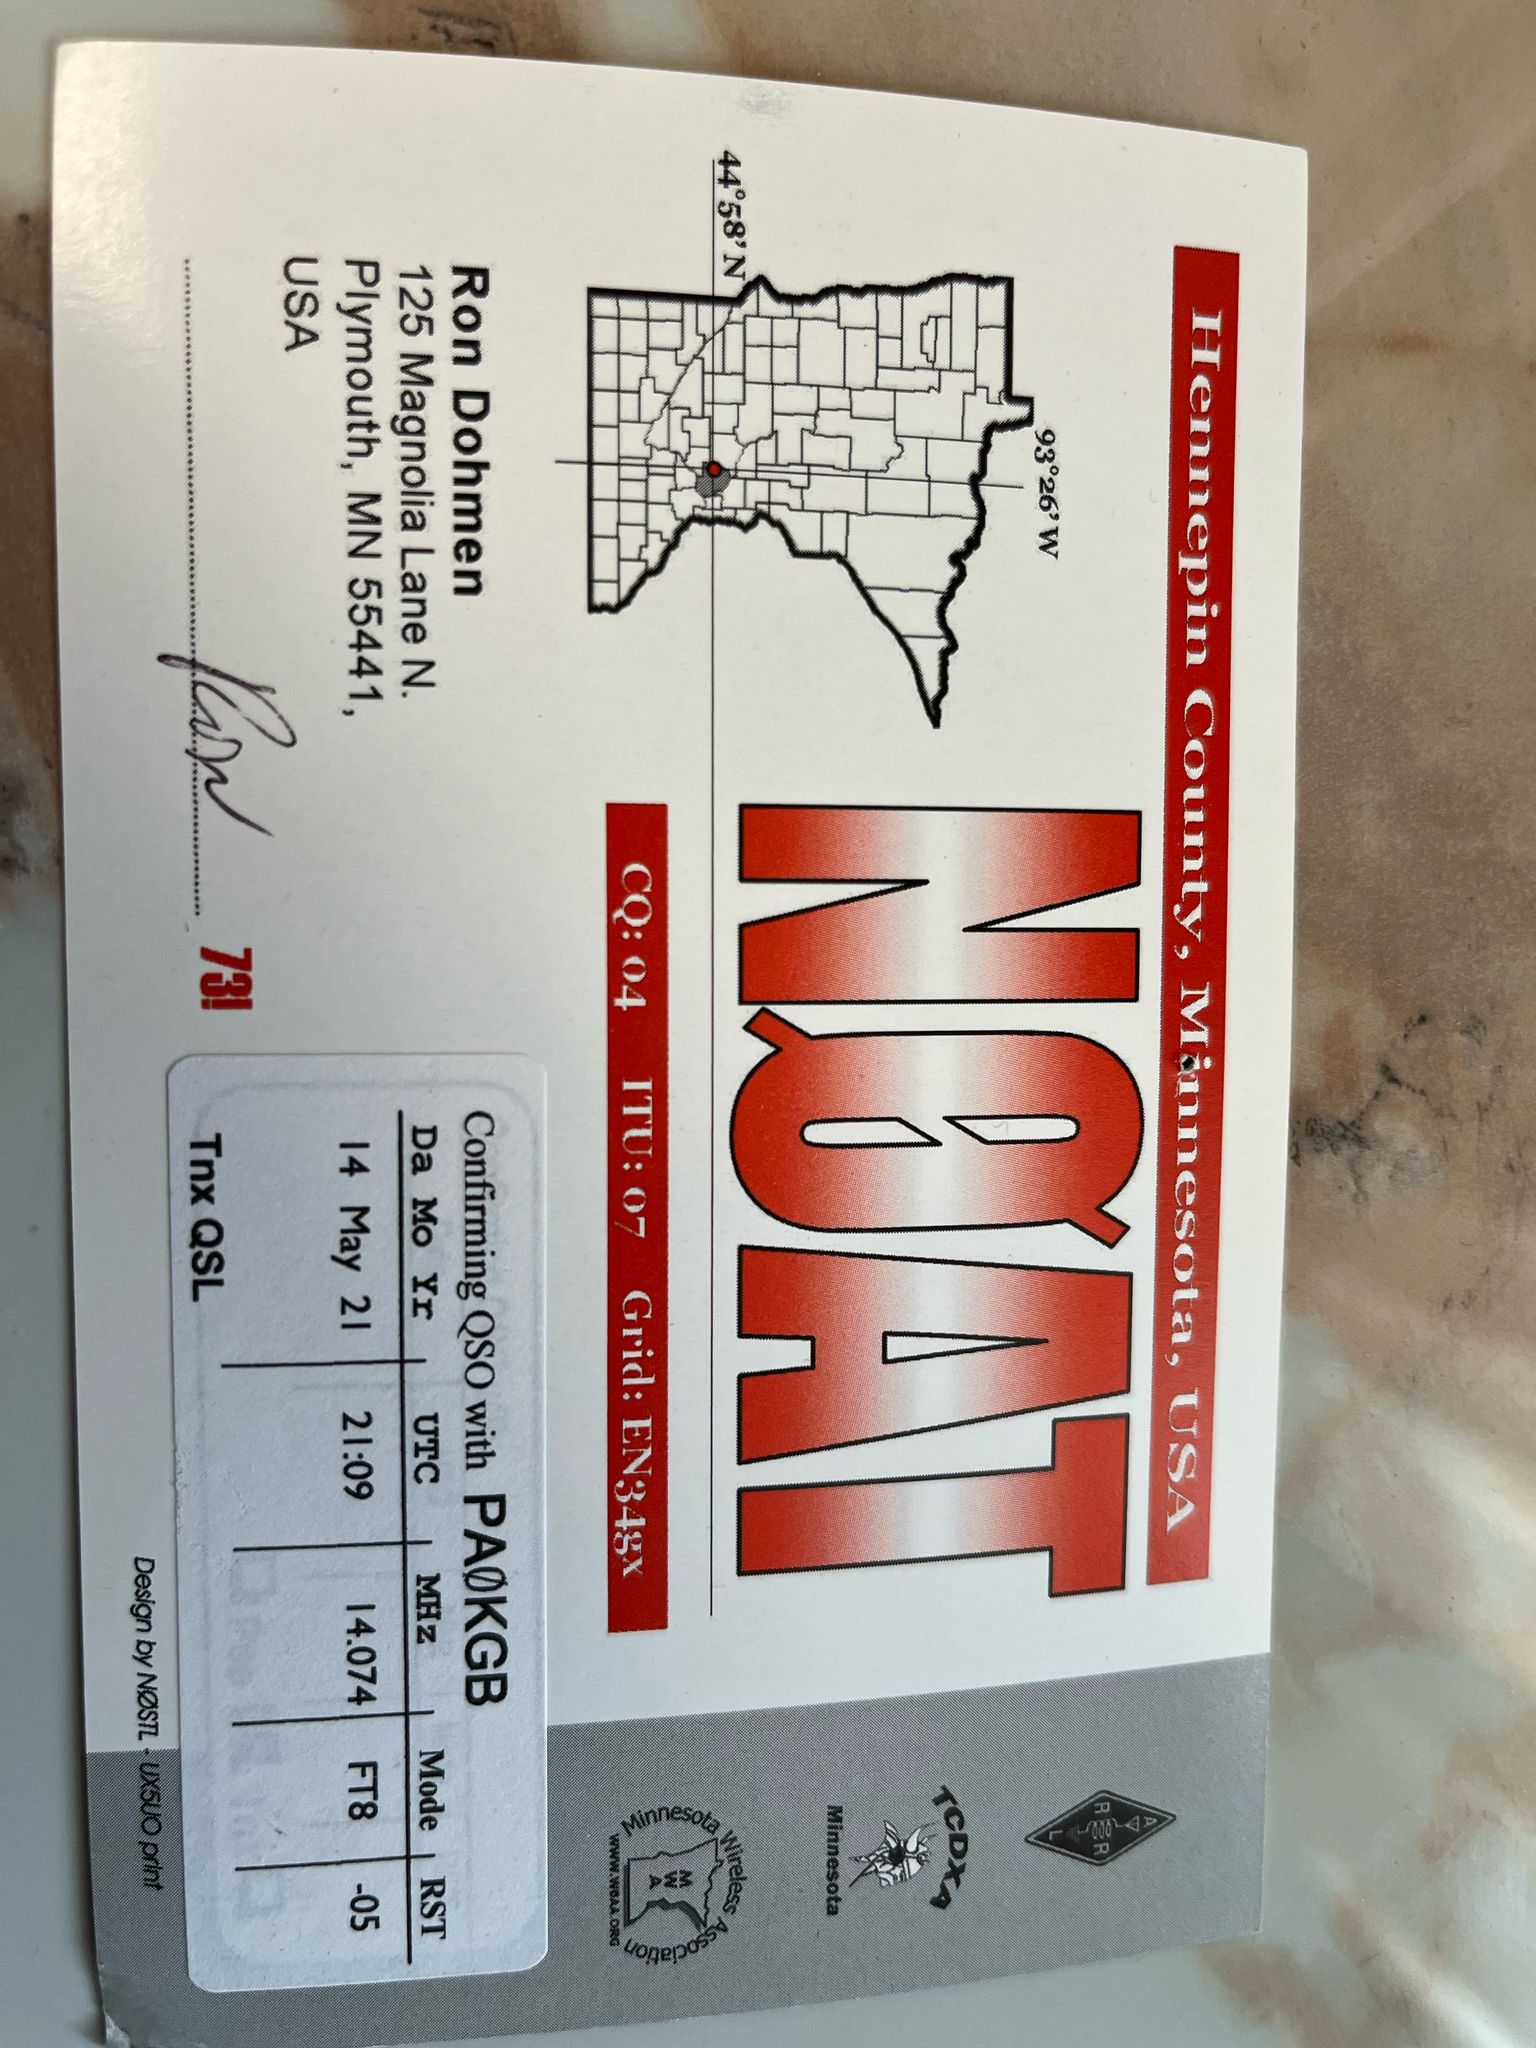 Hennepin County, Minnesota, USA
44°58' N
93°26' W
NØAT
CQ: 04 ITU: 07 Grid: EN34gx
Ron Dohmen
125 Magnolia Lane N.
Plymouth, MN 55441,
USA
73!
Confirming QSO with PAØKGB
Da Mo Yr UTC MHz Mode RST
14 May 21 21:09 14.074 FT8 -05
Tnx QSL
A
R R
L
TCDXA
Minnesota
Minnesota Wireless Association
M
W
A
WWW.W0AA.ORG
Design by NØSTL - UX5UO print